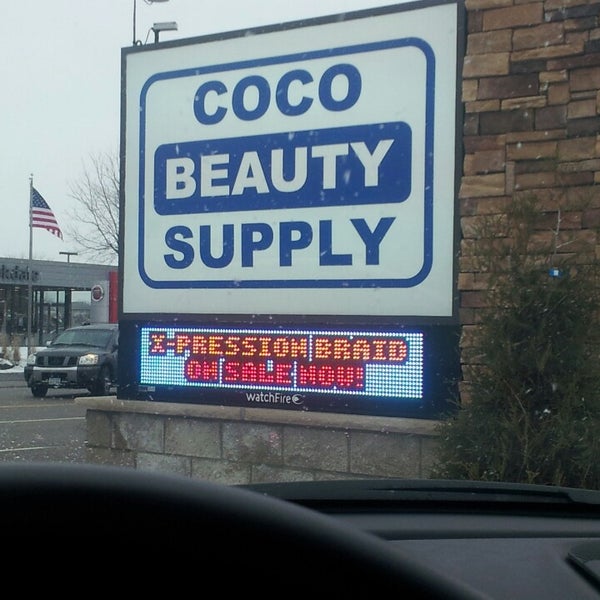 COCO
BEAUTY
SUPPLY
X-PRESSION BRAID
ON SALE NOW!
watchFire